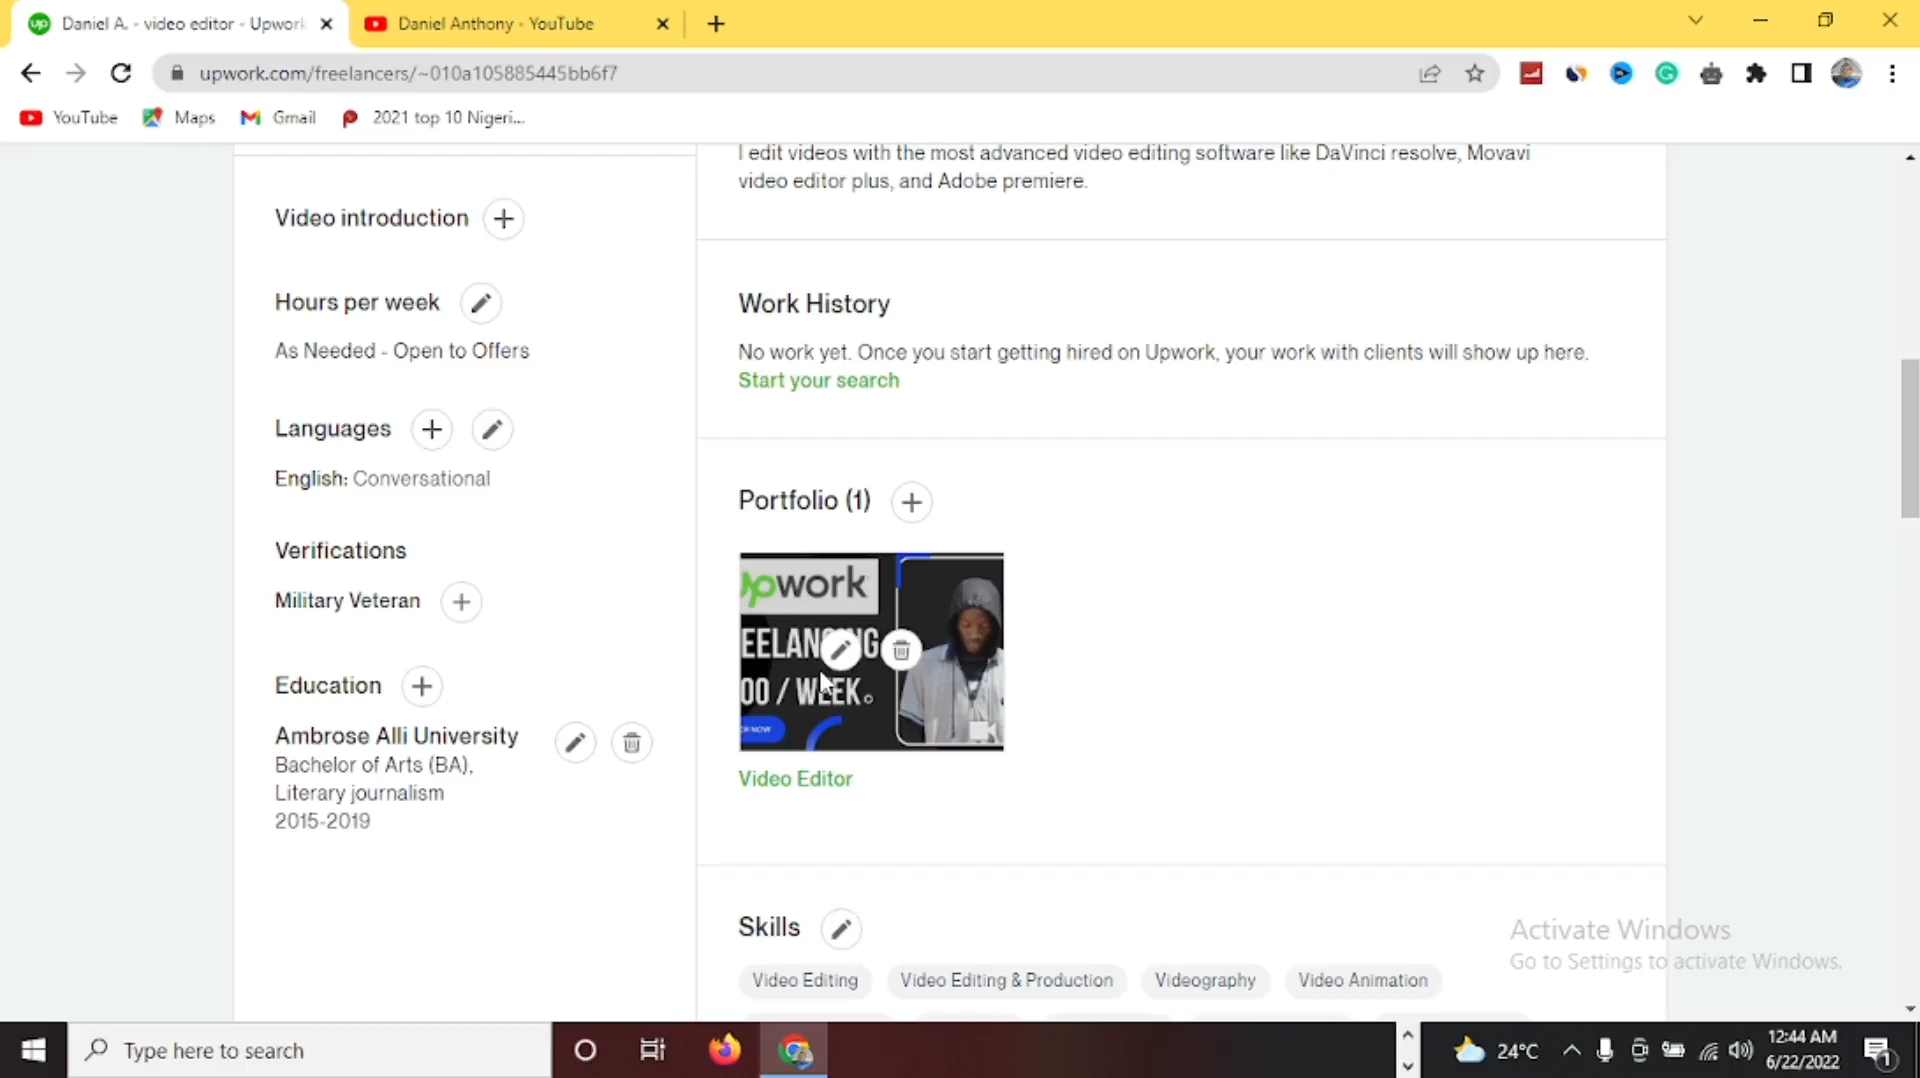 Daniel A. - video editor - Upwork
Daniel Anthony - YouTube
upwork.com/freelancers/~010a105885445bb6f7
YouTube
Maps
Gmail
2021 top 10 Nigeri...
I edit videos with the most advanced video editing software like DaVinci resolve, Movavi
video editor plus, and Adobe premiere.
Video introduction
Hours per week
As Needed - Open to Offers
Languages
English: Conversational
Verifications
Military Veteran
Education
Ambrose Alli University
Bachelor of Arts (BA),
Literary journalism
2015-2019
Work History
No work yet. Once you start getting hired on Upwork, your work with clients will show up here.
Start your search
Portfolio (1)
upwork
EELANCING
00 / WEEK
Video Editor
Skills
Video Editing
Video Editing & Production
Videography
Video Animation
Activate Windows
Go to Settings to activate Windows.
Type here to search
24°C
12:44 AM
6/22/2022
1